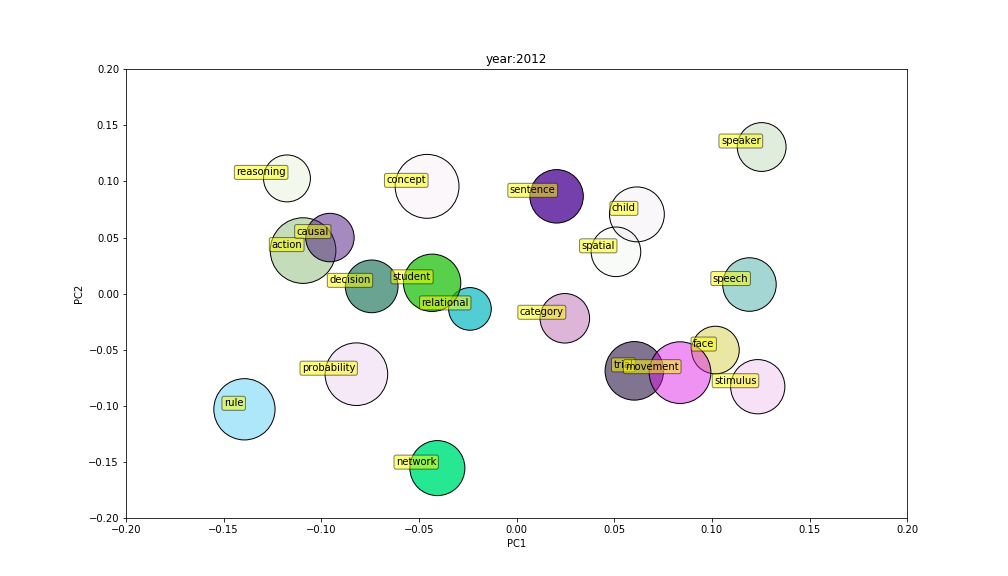 year:2012
0.20
0.15
0.10
0.05
0.00
−0.05
−0.10
−0.15
−0.20
PC2
speaker
reasoning
concept
sentence
child
causal
action
spatial
decision
student
speech
relational
category
face
trial
movement
probability
stimulus
rule
network
−0.20
−0.15
−0.10
−0.05
0.00
0.05
0.10
0.15
0.20
PC1